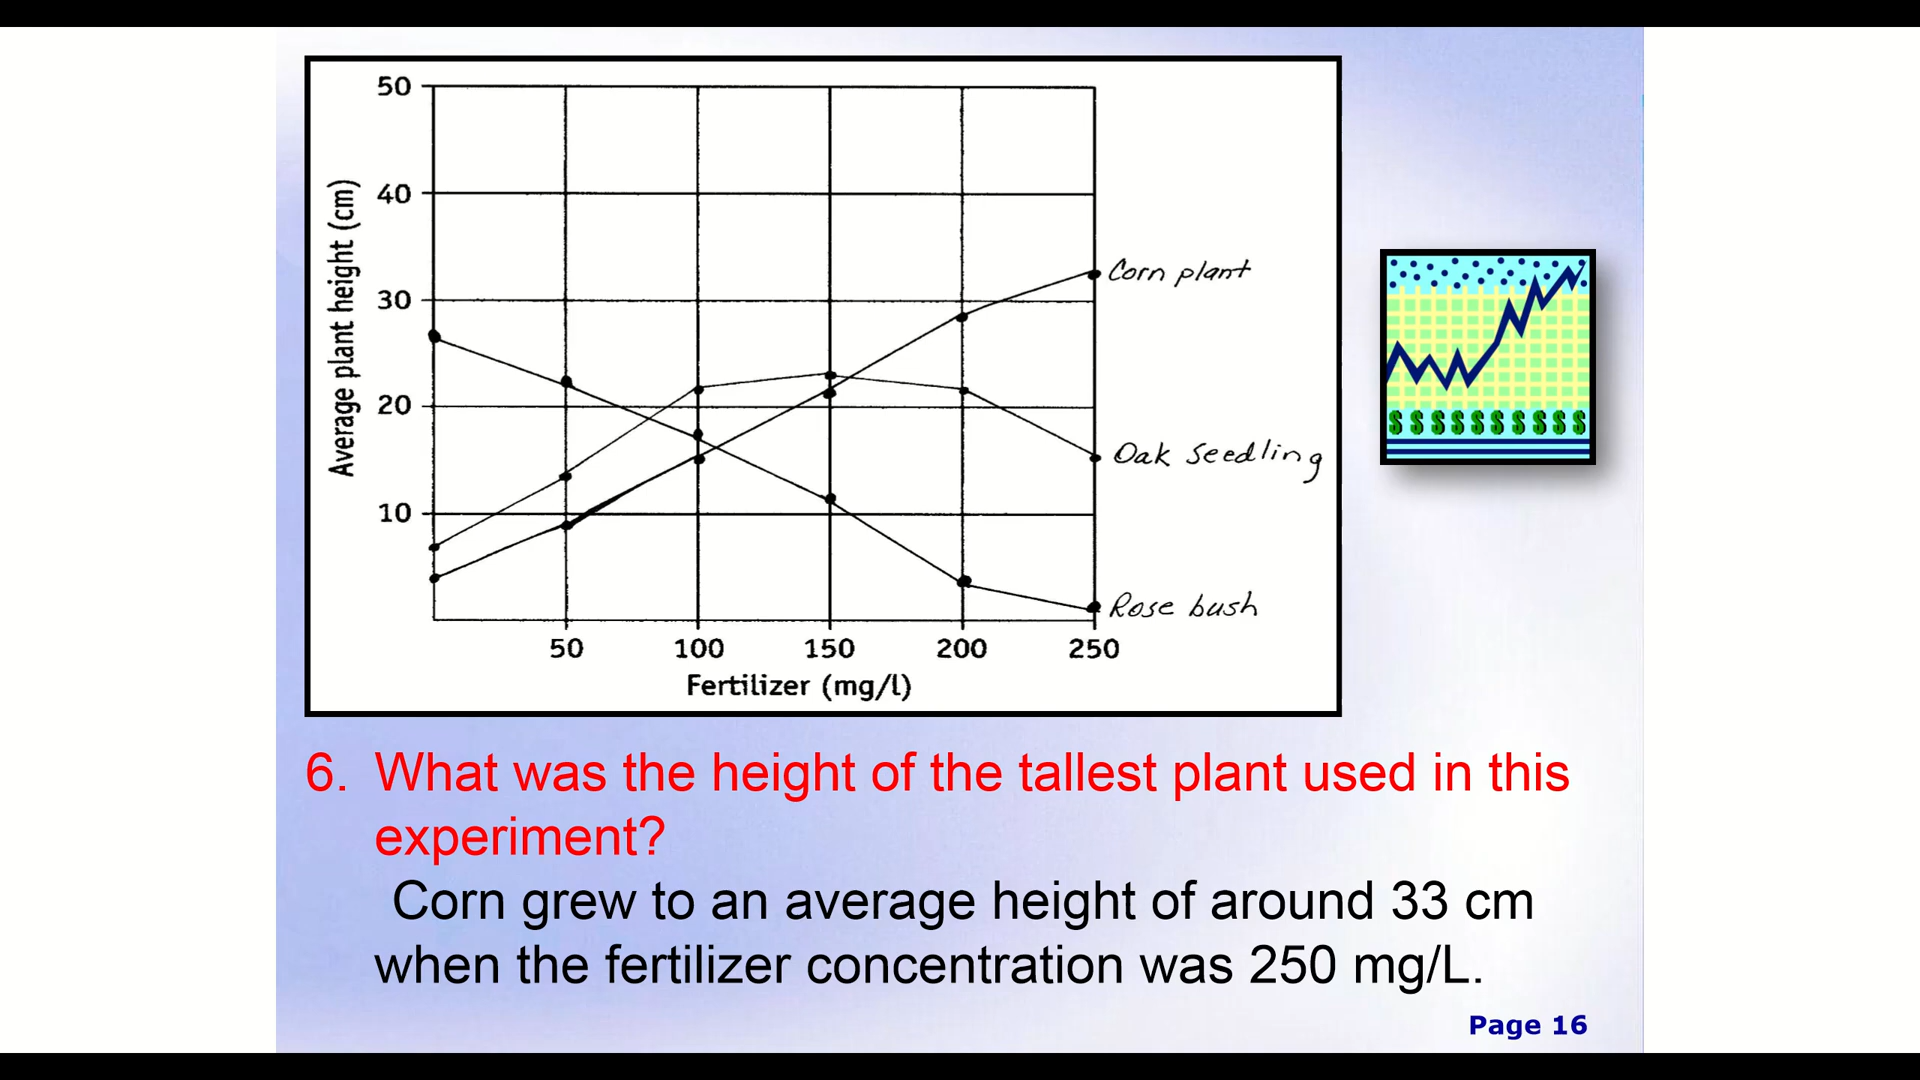 50
40
30
20
10
Average plant height (cm)
Corn plant
Oak Seedling
Rose bush
50 100 150 200 250
Fertilizer (mg/l)
$ $ $ $ $ $ $ $ $ $
6. What was the height of the tallest plant used in this
experiment?
Corn grew to an average height of around 33 cm
when the fertilizer concentration was 250 mg/L.
Page 16